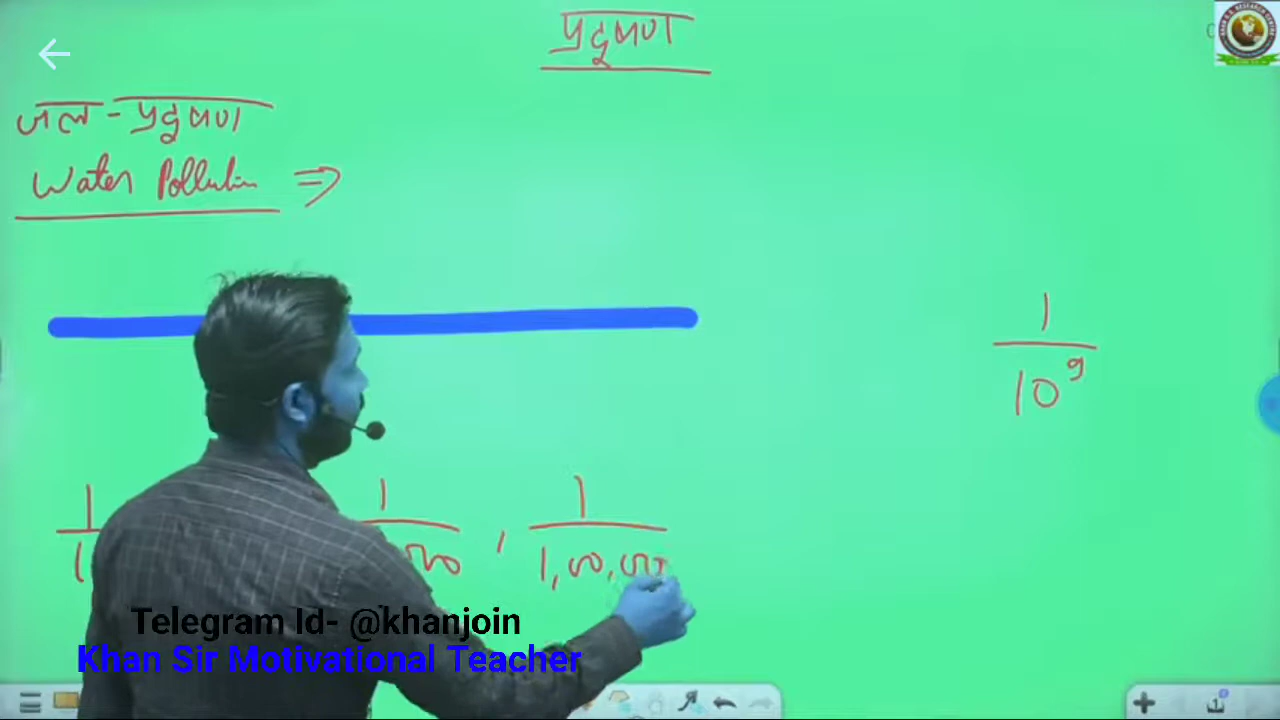 प्रदूषण
जल-प्रदूषण
Water Pollution ⇒
1
10⁹
1 1 , 1
1,00,000
Telegram Id- @khanjoin
Khan Sir Motivational Teacher